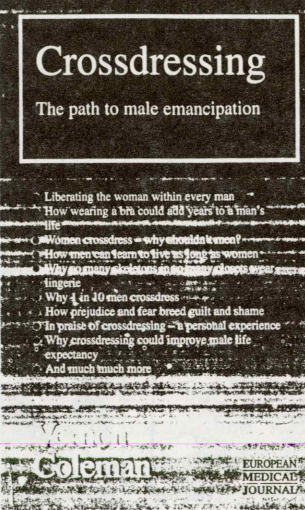 Crossdressing
The path to male emancipation
Liberating the woman within every man
How wearing a bra could add years to a man's
life
Women crossdress – why shouldn't men?
How men can learn to live as long as women
Why so many skeletons in so many closets wear
lingerie
Why 1 in 10 men crossdress
How prejudice and fear breed guilt and shame
In praise of crossdressing – a personal experience
Why crossdressing could improve male life
expectancy
And much much more
Vernon
Coleman
EUROPEAN
MEDICAL
JOURNAL